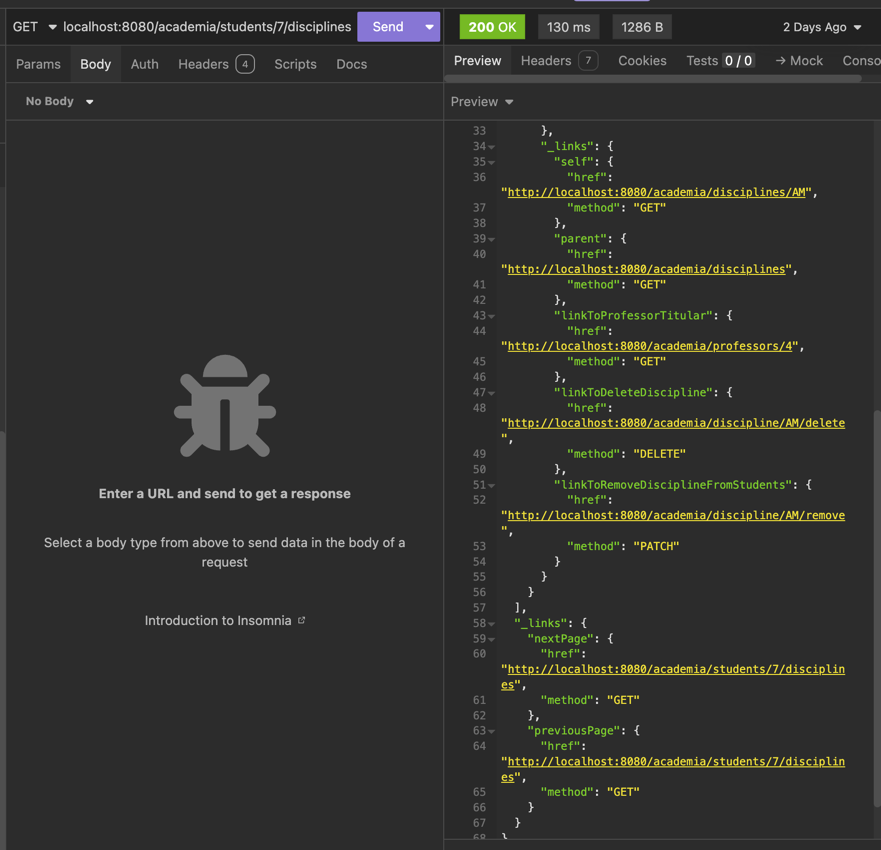 GET localhost:8080/academia/students/7/disciplines Send
200 OK 130 ms 1286 B 2 Days Ago
Params Body Auth Headers 4 Scripts Docs
Preview Headers 7 Cookies Tests 0 / 0 → Mock Conso
No Body
Preview
33 },
34 "_links": {
35 "self": {
36 "href":
"http://localhost:8080/academia/disciplines/AM",
37 "method": "GET"
38 },
39 "parent": {
40 "href":
"http://localhost:8080/academia/disciplines",
41 "method": "GET"
42 },
43 "linkToProfessorTitular": {
44 "href":
"http://localhost:8080/academia/professors/4",
45 "method": "GET"
46 },
47 "linkToDeleteDiscipline": {
48 "href":
"http://localhost:8080/academia/discipline/AM/delete
",
49 "method": "DELETE"
50 },
51 "linkToRemoveDisciplineFromStudents": {
52 "href":
"http://localhost:8080/academia/discipline/AM/remove
",
53 "method": "PATCH"
54 }
55 }
56 }
57 ],
58 "_links": {
59 "nextPage": {
60 "href":
"http://localhost:8080/academia/students/7/disciplin
es",
61 "method": "GET"
62 },
63 "previousPage": {
64 "href":
"http://localhost:8080/academia/students/7/disciplin
es",
65 "method": "GET"
66 }
67 }
68 }
Enter a URL and send to get a response
Select a body type from above to send data in the body of a
request
Introduction to Insomnia